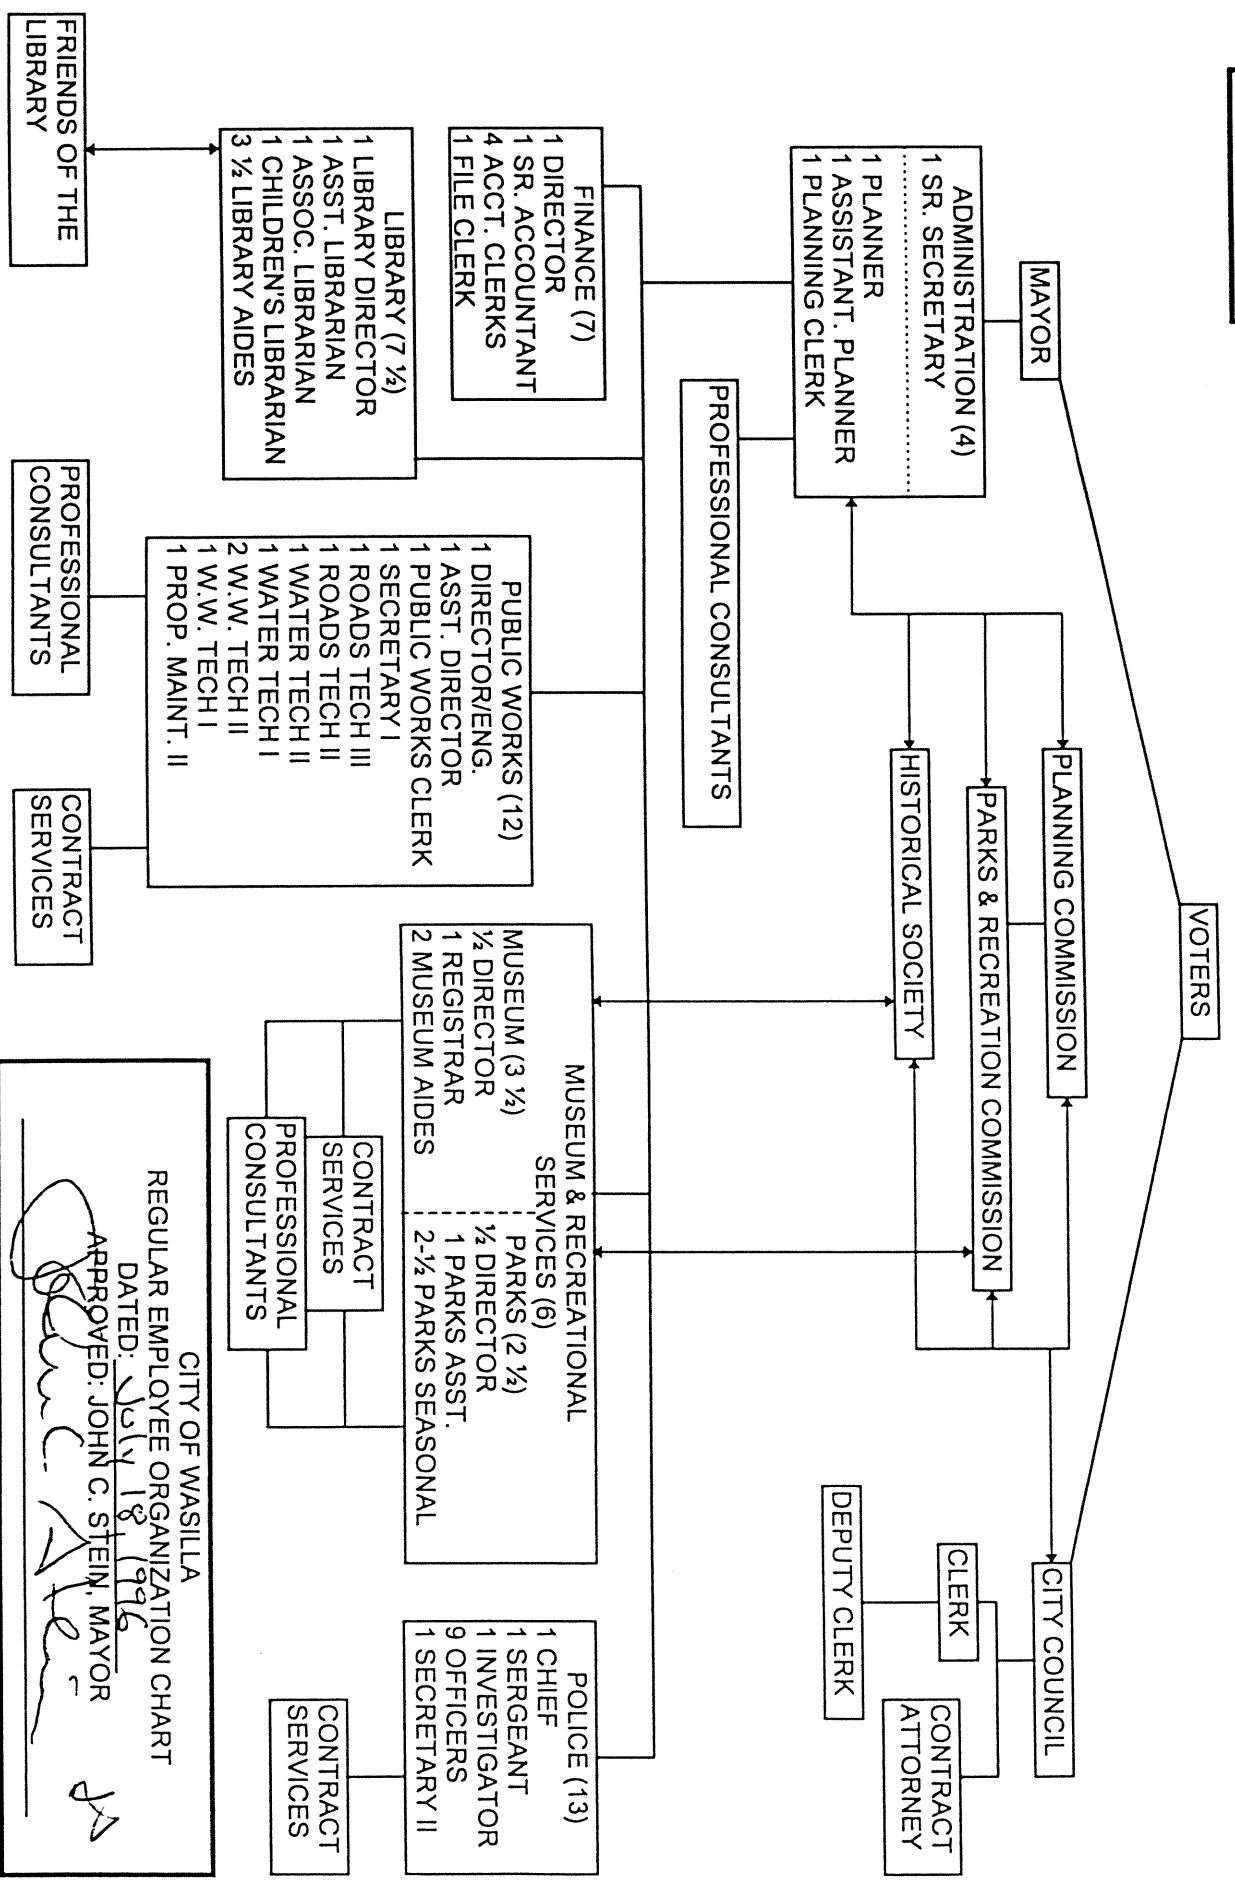 VOTERS
MAYOR
CITY COUNCIL
PLANNING COMMISSION
PARKS & RECREATION COMMISSION
HISTORICAL SOCIETY
CLERK
CONTRACT
ATTORNEY
DEPUTY CLERK
ADMINISTRATION (4)
1 SR. SECRETARY
1 PLANNER
1 ASSISTANT. PLANNER
1 PLANNING CLERK
PROFESSIONAL CONSULTANTS
FINANCE (7)
1 DIRECTOR
1 SR. ACCOUNTANT
4 ACCT. CLERKS
1 FILE CLERK
LIBRARY (7 ½)
1 LIBRARY DIRECTOR
1 ASST. LIBRARIAN
1 ASSOC. LIBRARIAN
1 CHILDREN'S LIBRARIAN
3 ½ LIBRARY AIDES
FRIENDS OF THE
LIBRARY
PUBLIC WORKS (12)
1 DIRECTOR/ENG.
1 ASST. DIRECTOR
1 PUBLIC WORKS CLERK
1 SECRETARY I
1 ROADS TECH III
1 ROADS TECH II
1 WATER TECH II
1 WATER TECH I
2 W.W. TECH II
1 W.W. TECH I
1 PROP. MAINT. II
PROFESSIONAL
CONSULTANTS
CONTRACT
SERVICES
MUSEUM & RECREATIONAL
SERVICES (6)
MUSEUM (3 ½)
½ DIRECTOR
1 REGISTRAR
2 MUSEUM AIDES
PARKS (2 ½)
½ DIRECTOR
1 PARKS ASST.
2-½ PARKS SEASONAL
CONTRACT
SERVICES
PROFESSIONAL
CONSULTANTS
POLICE (13)
1 CHIEF
1 SERGEANT
1 INVESTIGATOR
9 OFFICERS
1 SECRETARY II
CONTRACT
SERVICES
CITY OF WASILLA
REGULAR EMPLOYEE ORGANIZATION CHART
DATED: July 18, 1996
APPROVED: JOHN C. STEIN, MAYOR
John C. Stein